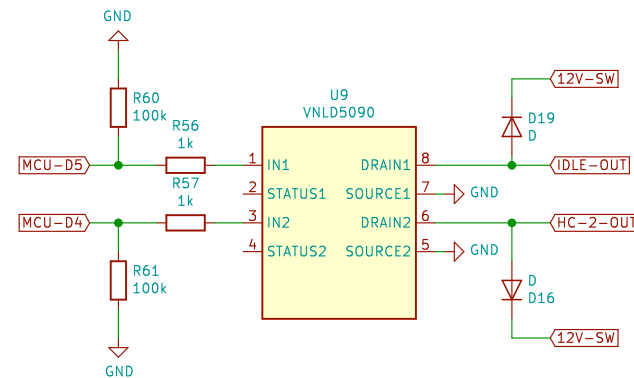 GND
12V-SW
U9
VNLD5090
R60
100k
D19
D
R56
1k
MCU-D5
1
IN1
DRAIN1
8
IDLE-OUT
R57
1k
2
STATUS1
SOURCE1
7
GND
MCU-D4
3
IN2
DRAIN2
6
HC-2-OUT
4
STATUS2
SOURCE2
5
GND
R61
100k
D
D16
12V-SW
GND